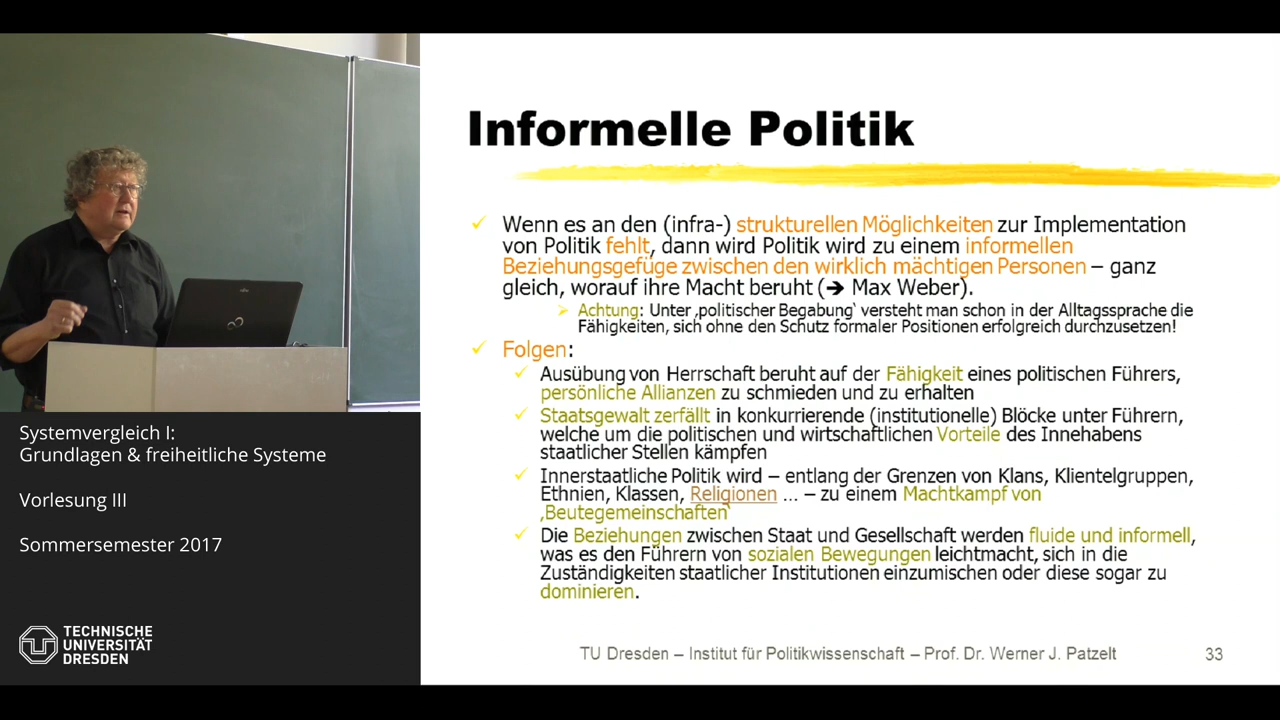 Informelle Politik
Wenn es an den (infra-) strukturellen Möglichkeiten zur Implementation
von Politik fehlt, dann wird Politik wird zu einem informellen
Beziehungsgefüge zwischen den wirklich mächtigen Personen – ganz
gleich, worauf ihre Macht beruht (➔ Max Weber).
Achtung: Unter ‚politischer Begabung‘ versteht man schon in der Alltagssprache die
Fähigkeiten, sich ohne den Schutz formaler Positionen erfolgreich durchzusetzen!
Folgen:
Ausübung von Herrschaft beruht auf der Fähigkeit eines politischen Führers,
persönliche Allianzen zu schmieden und zu erhalten
Staatsgewalt zerfällt in konkurrierende (institutionelle) Blöcke unter Führern,
welche um die politischen und wirtschaftlichen Vorteile des Innehabens
staatlicher Stellen kämpfen
Innerstaatliche Politik wird – entlang der Grenzen von Klans, Klientelgruppen,
Ethnien, Klassen, Religionen ... – zu einem Machtkampf von
‚Beutegemeinschaften‘
Die Beziehungen zwischen Staat und Gesellschaft werden fluide und informell,
was es den Führern von sozialen Bewegungen leichtmacht, sich in die
Zuständigkeiten staatlicher Institutionen einzumischen oder diese sogar zu
dominieren.
TU Dresden – Institut für Politikwissenschaft – Prof. Dr. Werner J. Patzelt
33
Systemvergleich I:
Grundlagen & freiheitliche Systeme
Vorlesung III
Sommersemester 2017
TECHNISCHE
UNIVERSITÄT
DRESDEN